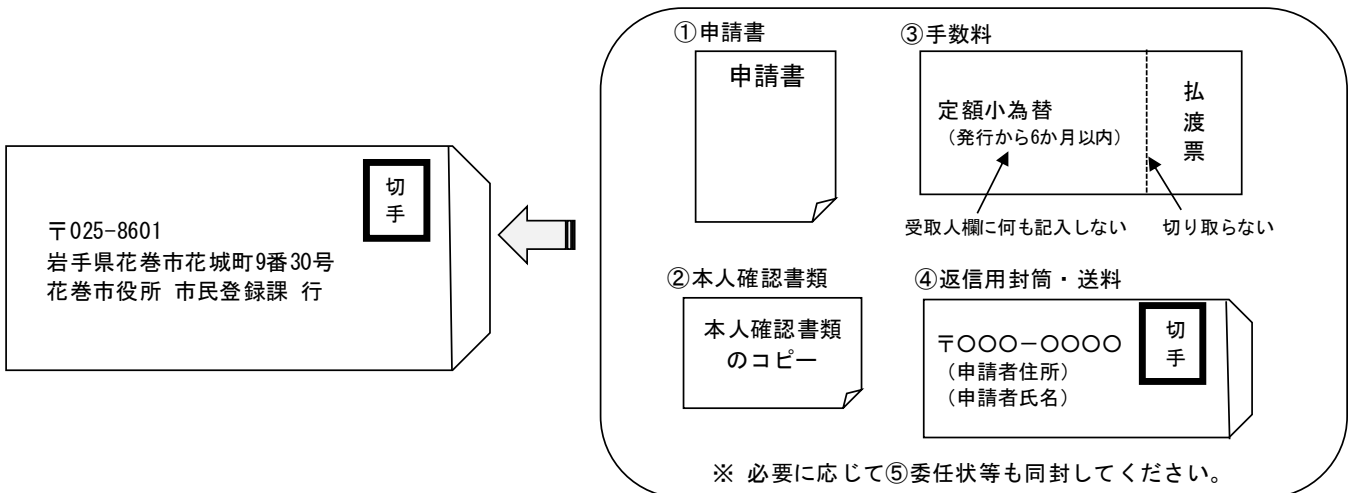 切手
〒025-8601
岩手県花巻市花城町9番30号
花巻市役所 市民登録課 行
①申請書
申請書
②本人確認書類
本人確認書類
のコピー
③手数料
定額小為替
（発行から6か月以内）
払渡票
受取人欄に何も記入しない
切り取らない
④返信用封筒・送料
切手
〒〇〇〇－〇〇〇〇
（申請者住所）
（申請者氏名）
※ 必要に応じて⑤委任状等も同封してください。